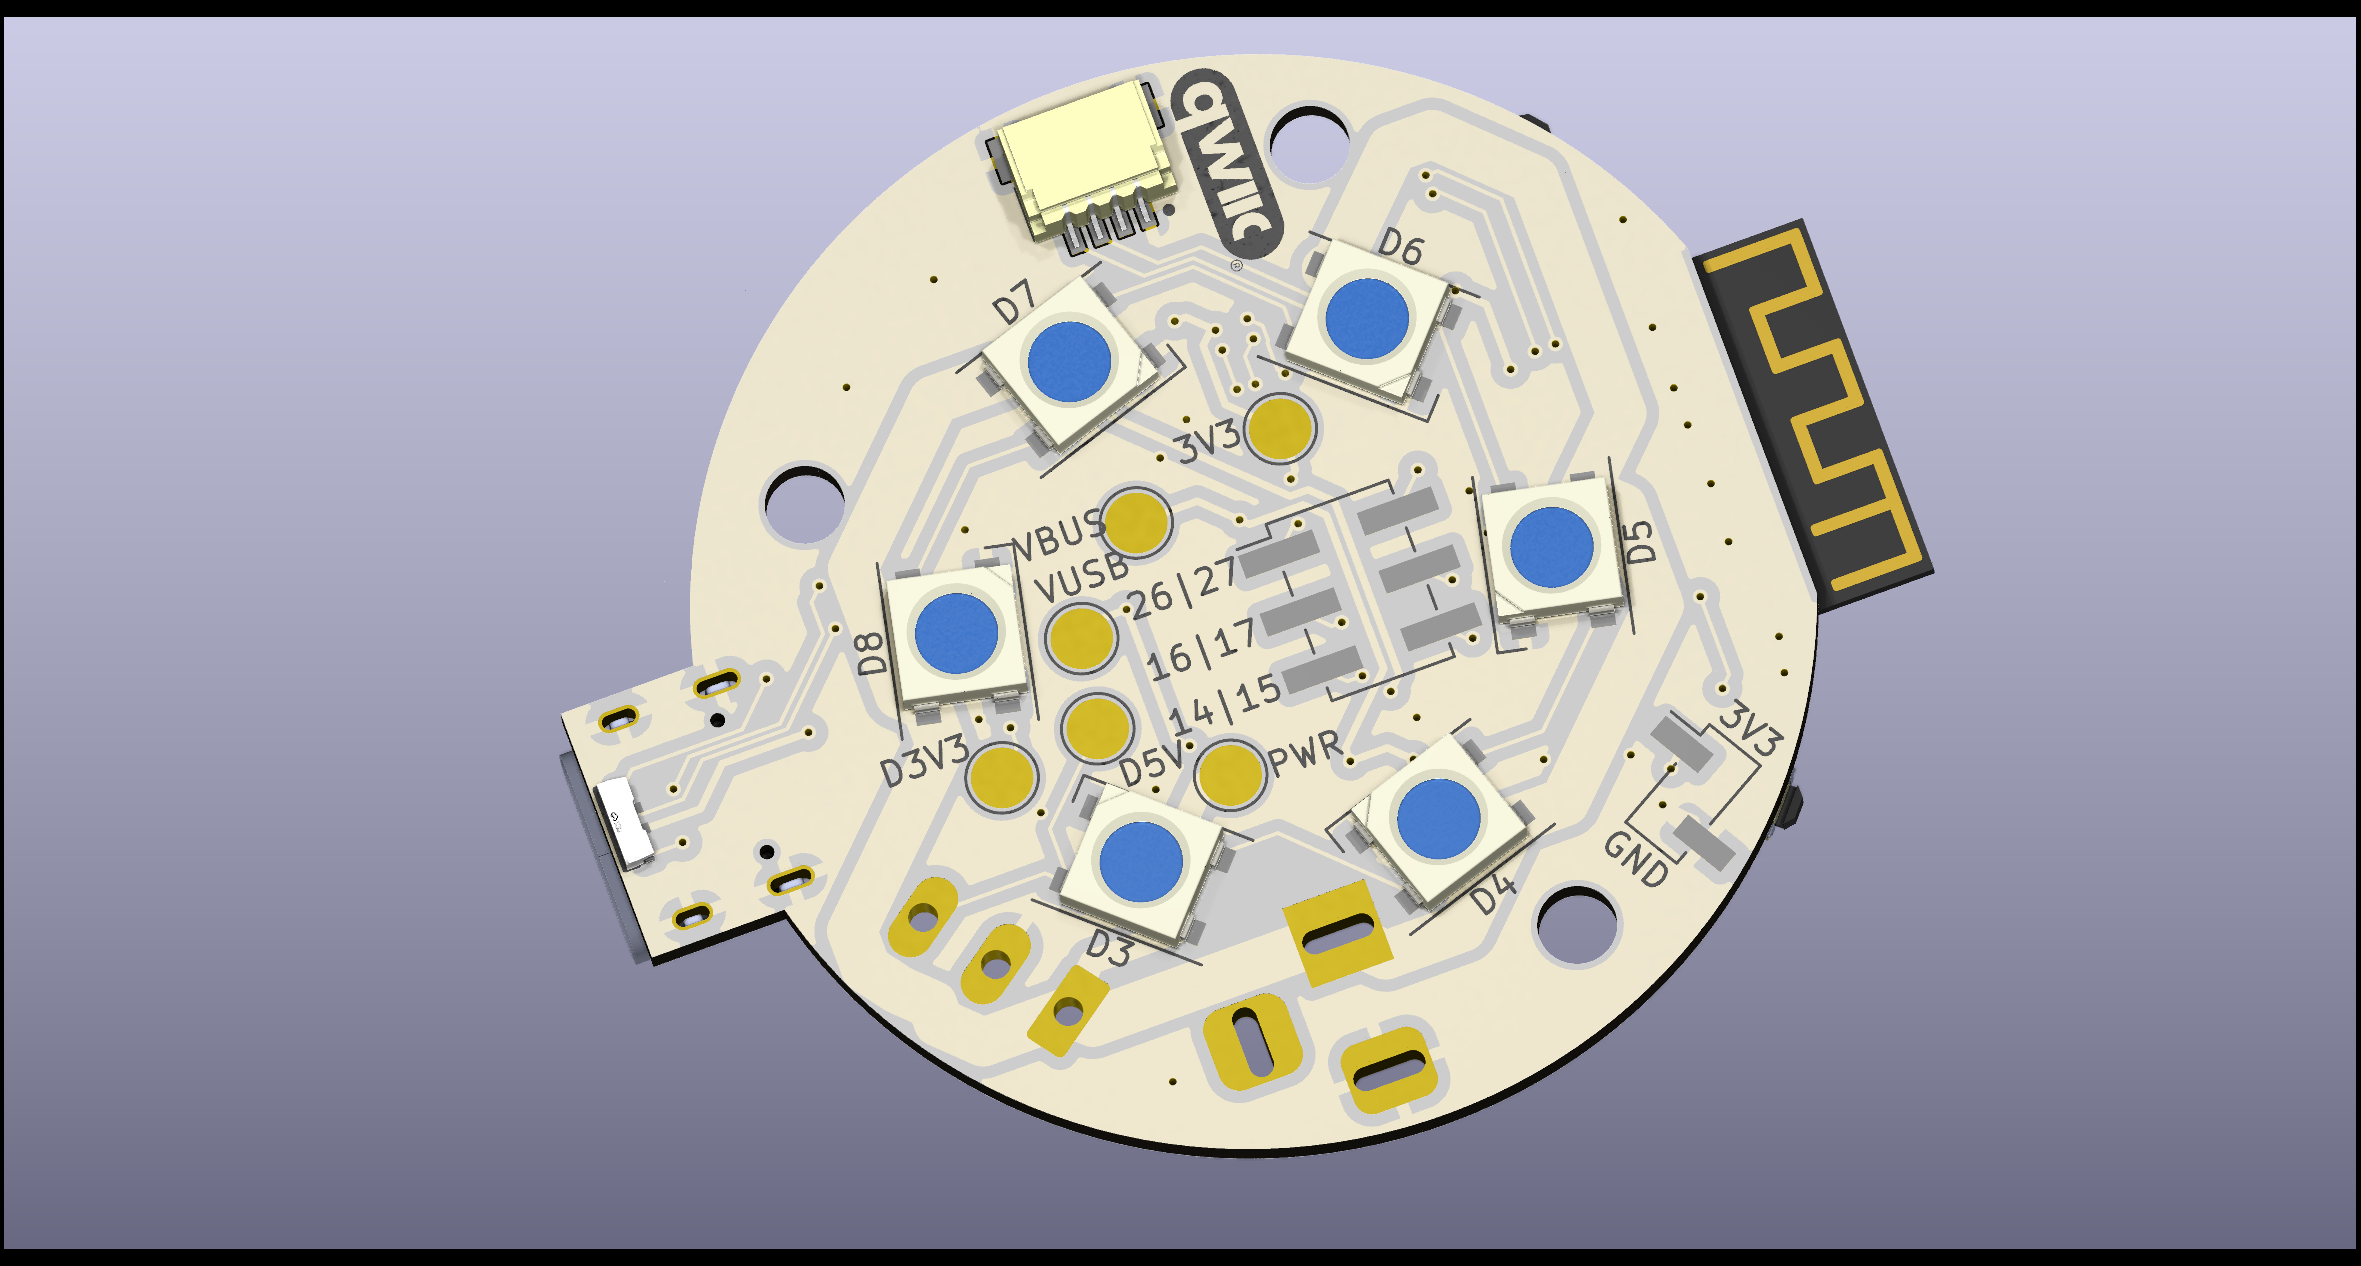 qwiic
®
D6
D7
3V3
D5
VBUS
VUSB
26|27
16|17
14|15
D8
D3V3
D5V
PWR
3V3
GND
D4
D3